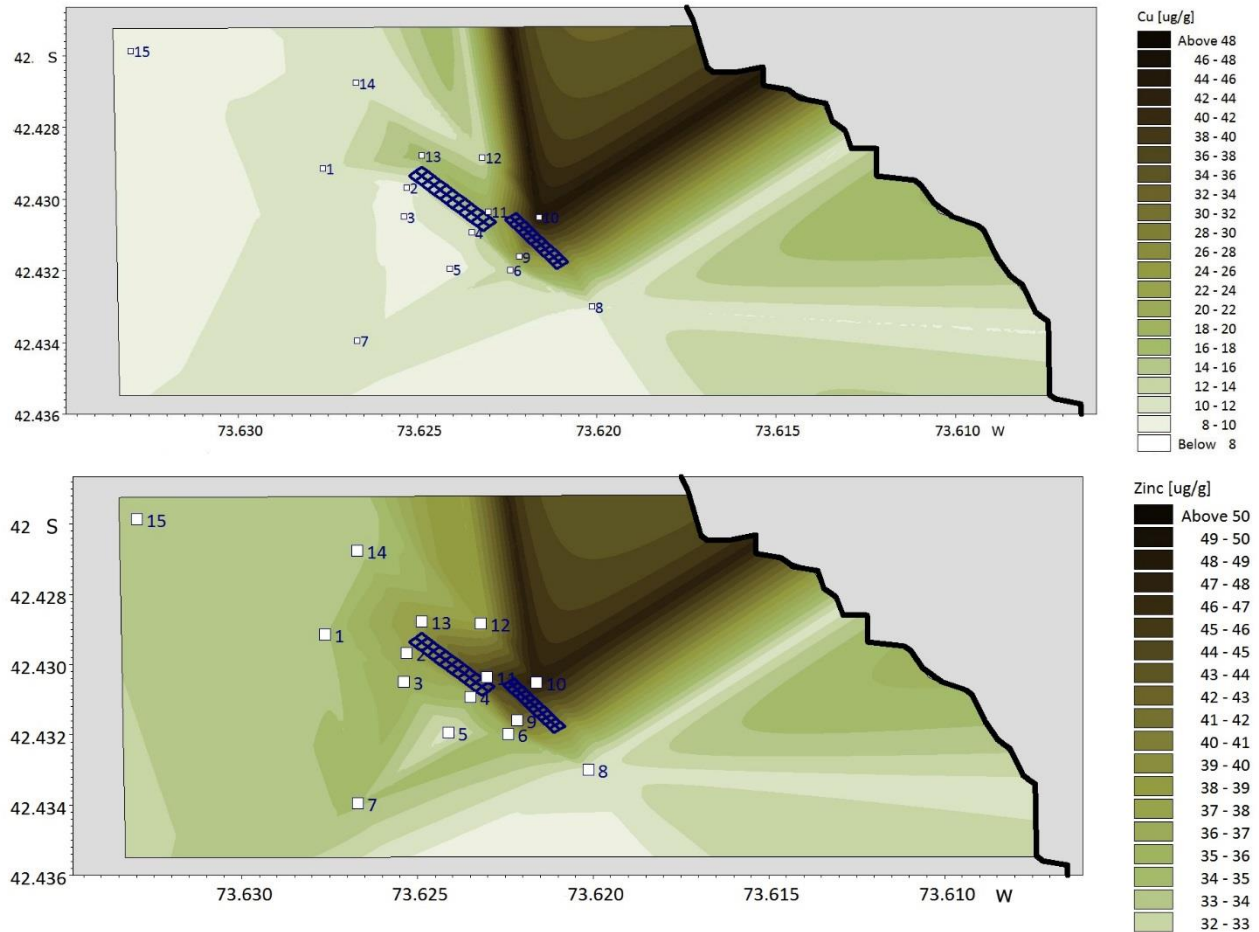 Cu [ug/g]
Above 48
46 - 48
44 - 46
42 - 44
40 - 42
38 - 40
36 - 38
34 - 36
32 - 34
30 - 32
28 - 30
26 - 28
24 - 26
22 - 24
20 - 22
18 - 20
16 - 18
14 - 16
12 - 14
10 - 12
8 - 10
Below 8
42. S
42.428
42.430
42.432
42.434
42.436
15
14
13
12
1
2
3
11
10
4
9
5
6
8
7
73.630 73.625 73.620 73.615 73.610 W
Zinc [ug/g]
Above 50
49 - 50
48 - 49
47 - 48
46 - 47
45 - 46
44 - 45
43 - 44
42 - 43
41 - 42
40 - 41
39 - 40
38 - 39
37 - 38
36 - 37
35 - 36
34 - 35
33 - 34
32 - 33
42 S
42.428
42.430
42.432
42.434
42.436
15
14
13
12
1
2
3
11
10
4
9
5
6
8
7
73.630 73.625 73.620 73.615 73.610 W